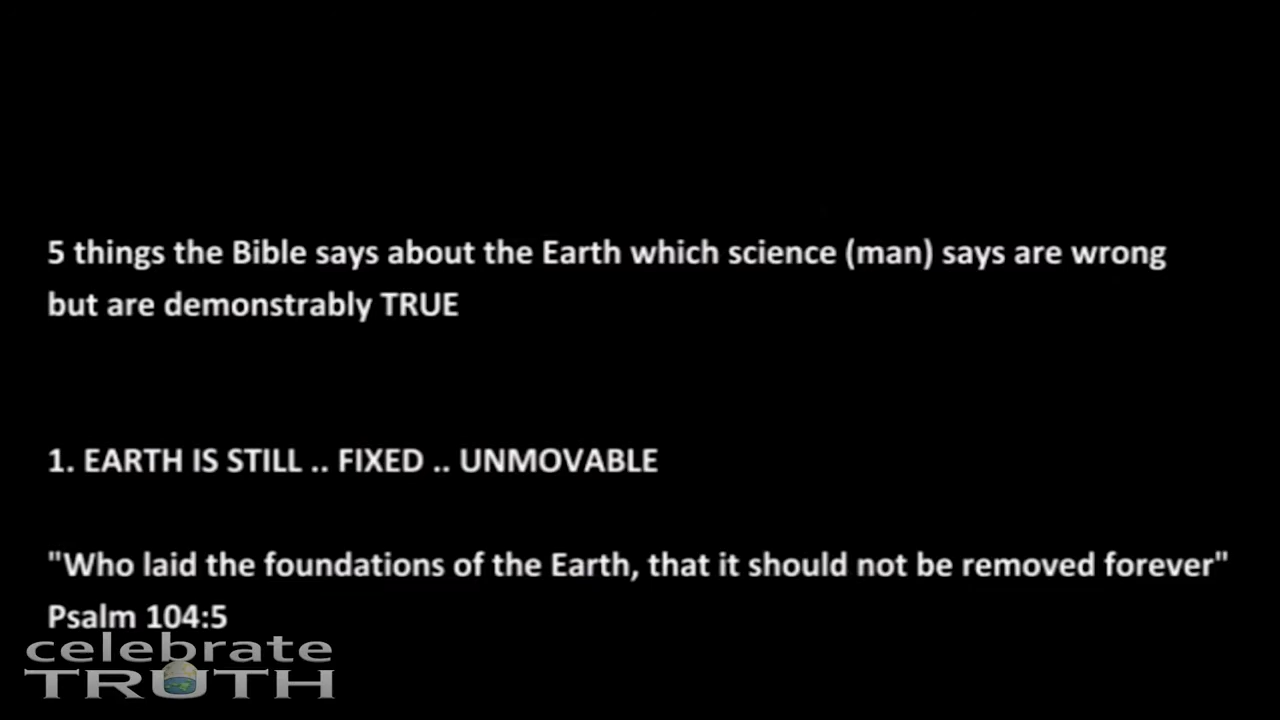 5 things the Bible says about the Earth which science (man) says are wrong
but are demonstrably TRUE
1. EARTH IS STILL .. FIXED .. UNMOVABLE
"Who laid the foundations of the Earth, that it should not be removed forever"
Psalm 104:5
celebrate
TRUTH